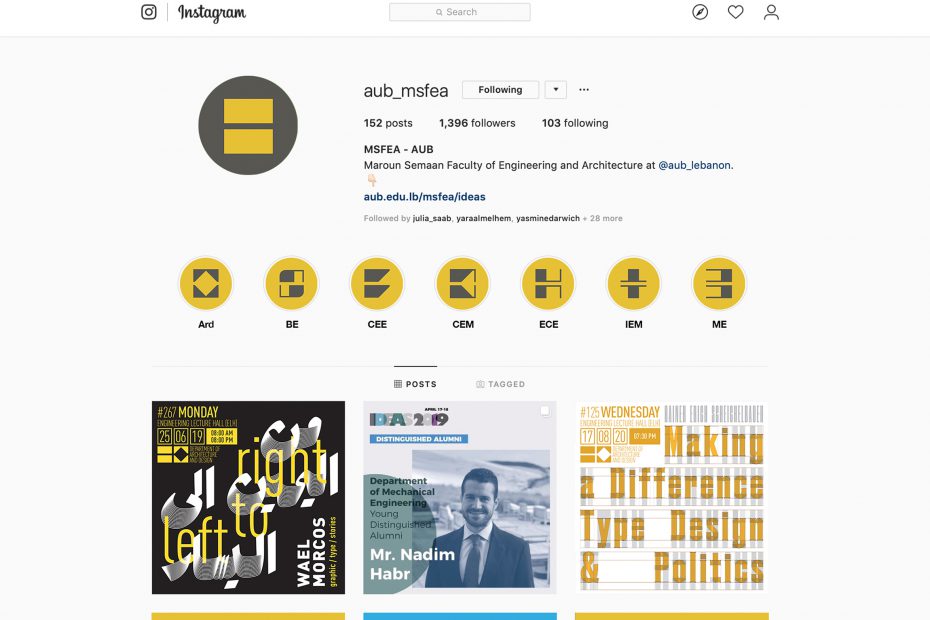 Instagram
Search
aub_msfea
Following
152 posts 1,396 followers 103 following
MSFEA - AUB
Maroun Semaan Faculty of Engineering and Architecture at @aub_lebanon.
aub.edu.lb/msfea/ideas
Followed by julia_saab, yaraalmelhem, yasminedarwich + 28 more
Ard BE CEE CEM ECE IEM ME
POSTS TAGGED
#267 MONDAY
ENGINEERING LECTURE HALL (ELH)
25 06 19 08:00 AM
08:00 PM
DEPARTMENT OF
ARCHITECTURE
AND DESIGN
right
to
left
من اليمين إلى
اليسار
WAEL
MARCOS
graphic / type / stories
APRIL 17-18
IDEAS 2019
DISTINGUISHED ALUMNI
Department
of Mechanical
Engineering
Young
Distinguished
Alumni
Mr. Nadim
Habr
#125 WEDNESDAY
ENGINEERING LECTURE HALL (ELH)
17 08 20 07:30 PM
DEPARTMENT OF
ARCHITECTURE
AND DESIGN
Making
a Difference
Type Design
& Politics